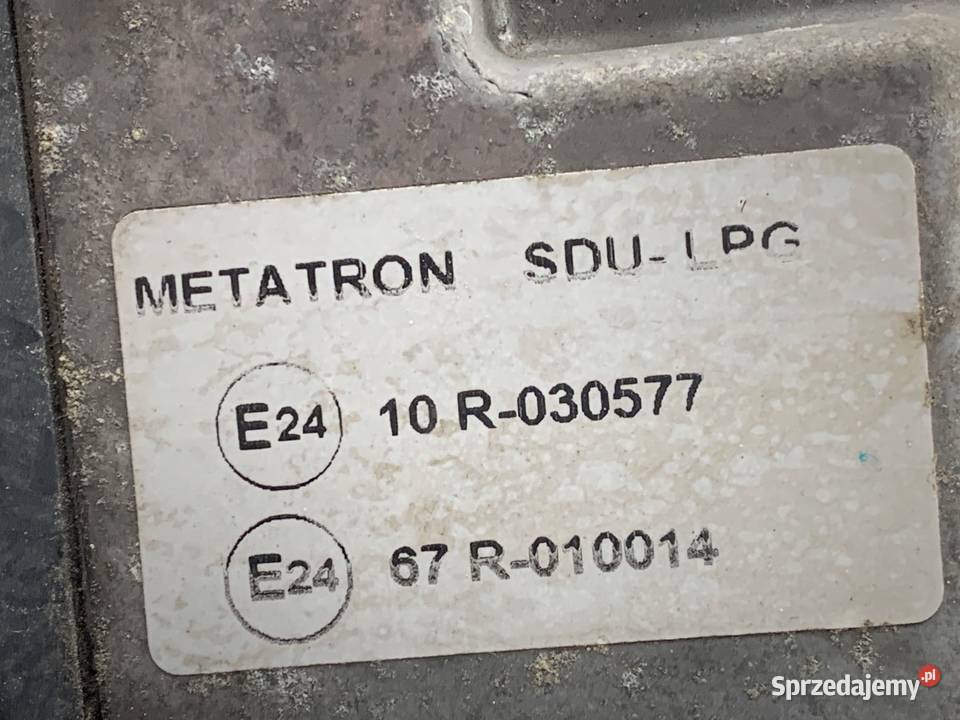 METATRON SDU-LPG
E24 10 R-030577
E24 67 R-010014
Sprzedajemy.pl